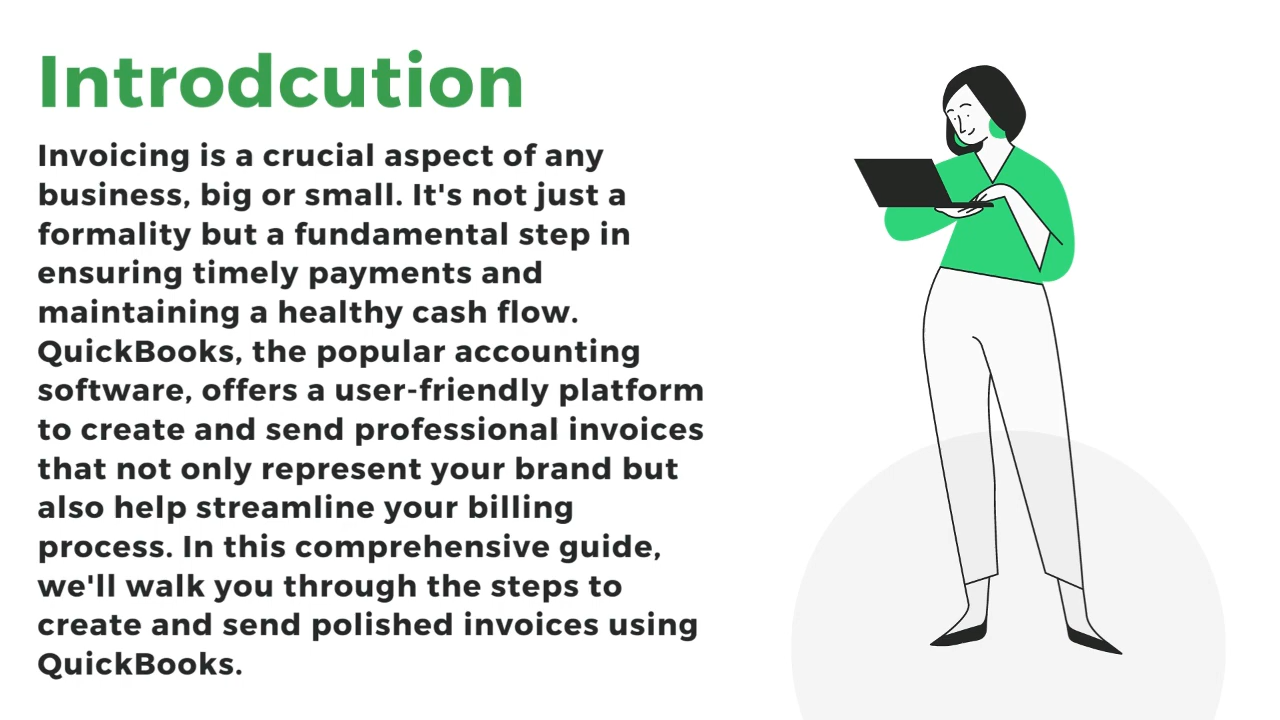 Introdcution
Invoicing is a crucial aspect of any
business, big or small. It's not just a
formality but a fundamental step in
ensuring timely payments and
maintaining a healthy cash flow.
QuickBooks, the popular accounting
software, offers a user-friendly platform
to create and send professional invoices
that not only represent your brand but
also help streamline your billing
process. In this comprehensive guide,
we'll walk you through the steps to
create and send polished invoices using
QuickBooks.